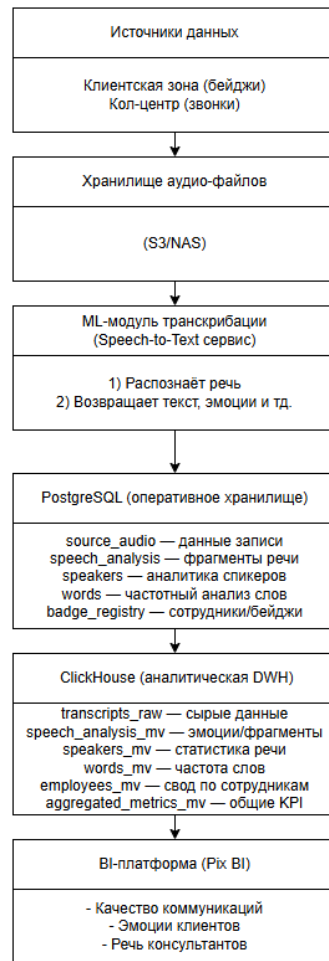 Источники данных
Клиентская зона (бейджи)
Кол-центр (звонки)
Хранилище аудио-файлов
(S3/NAS)
ML-модуль транскрибации
(Speech-to-Text сервис)
1) Распознаёт речь
2) Возвращает текст, эмоции и тд.
PostgreSQL (оперативное хранилище)
source_audio — данные записи
speech_analysis — фрагменты речи
speakers — аналитика спикеров
words — частотный анализ слов
badge_registry — сотрудники/бейджи
ClickHouse (аналитическая DWH)
transcripts_raw — сырые данные
speech_analysis_mv — эмоции/фрагменты
speakers_mv — статистика речи
words_mv — частота слов
employees_mv — свод по сотрудникам
aggregated_metrics_mv — общие KPI
BI-платформа (Pix BI)
- Качество коммуникаций
- Эмоции клиентов
- Речь консультантов